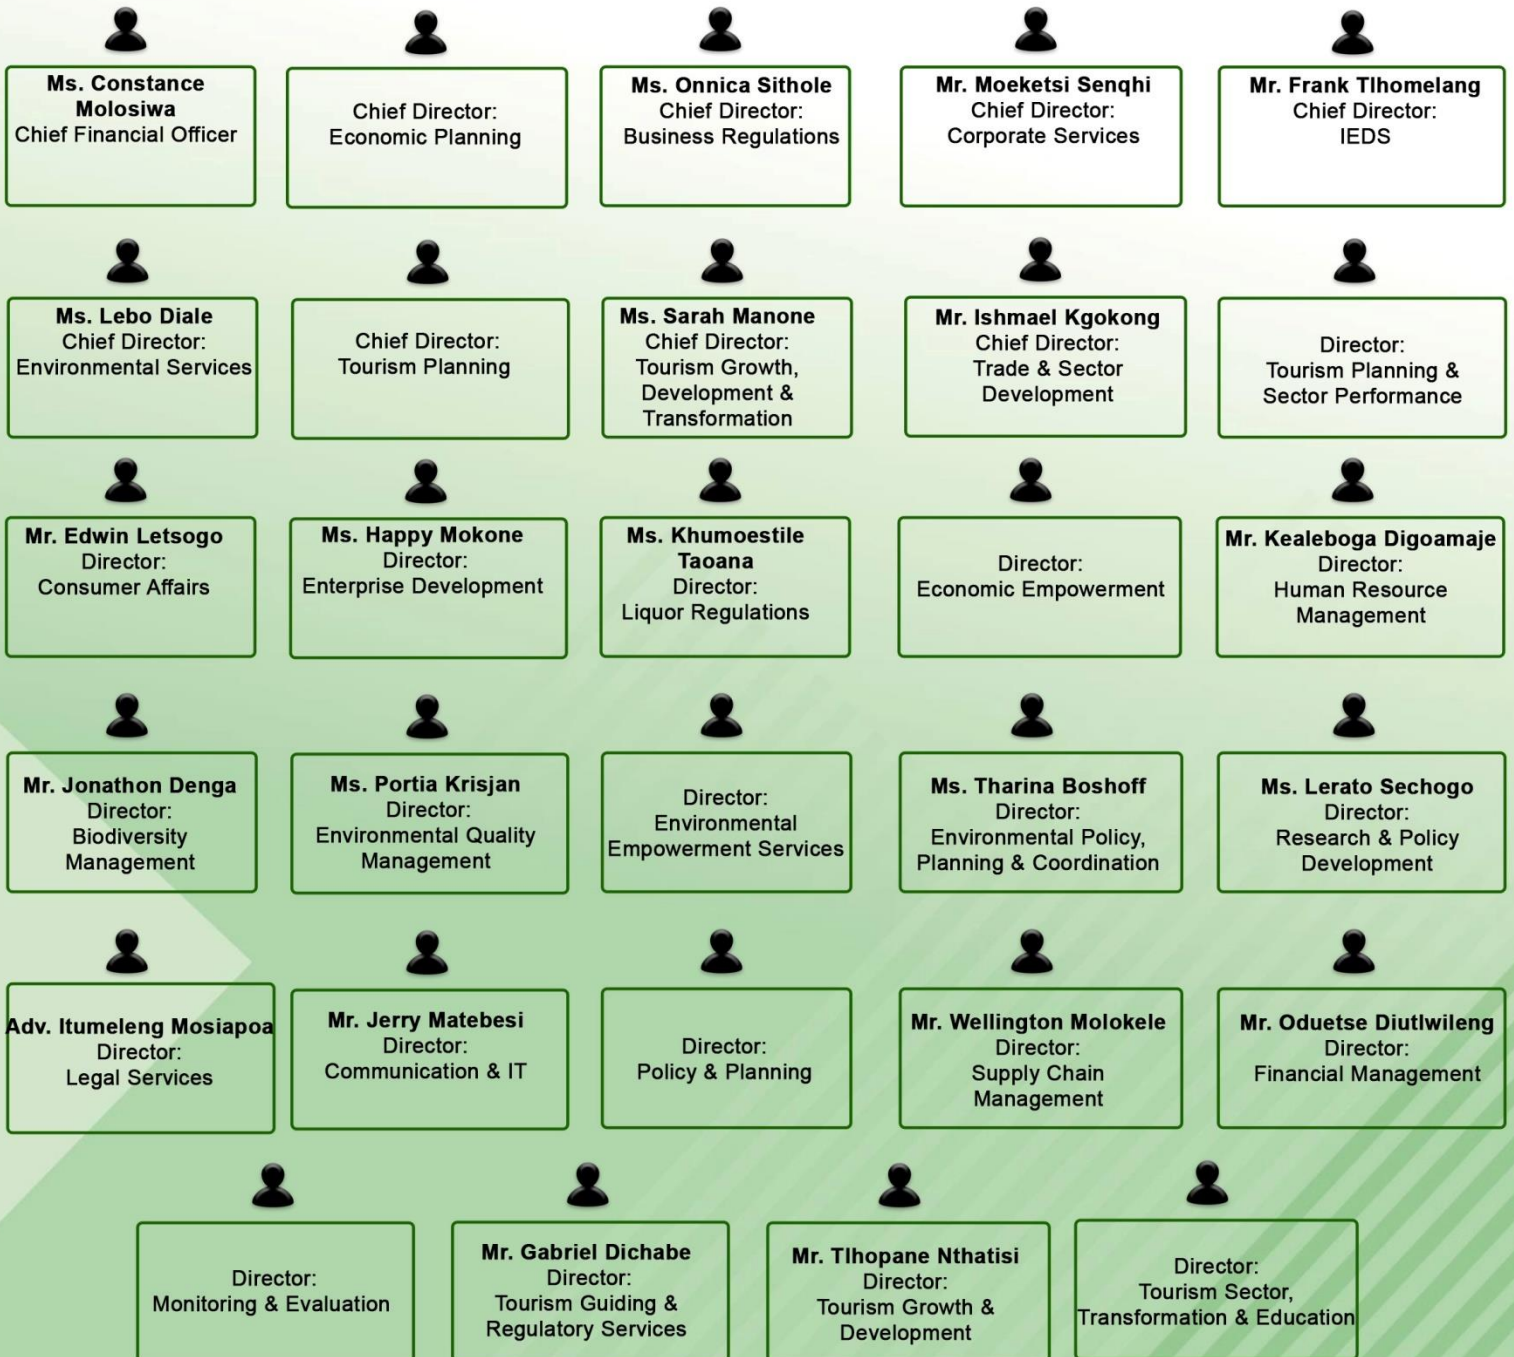 Ms. Constance
Molosiwa
Chief Financial Officer
Chief Director:
Economic Planning
Ms. Onnica Sithole
Chief Director:
Business Regulations
Mr. Moeketsi Senqhi
Chief Director:
Corporate Services
Mr. Frank Tlhomelang
Chief Director:
IEDS
Ms. Lebo Diale
Chief Director:
Environmental Services
Chief Director:
Tourism Planning
Ms. Sarah Manone
Chief Director:
Tourism Growth,
Development &
Transformation
Mr. Ishmael Kgokong
Chief Director:
Trade & Sector
Development
Director:
Tourism Planning &
Sector Performance
Mr. Edwin Letsogo
Director:
Consumer Affairs
Ms. Happy Mokone
Director:
Enterprise Development
Ms. Khumoestile
Taoana
Director:
Liquor Regulations
Director:
Economic Empowerment
Mr. Kealeboga Digoamaje
Director:
Human Resource
Management
Mr. Jonathon Denga
Director:
Biodiversity
Management
Ms. Portia Krisjan
Director:
Environmental Quality
Management
Director:
Environmental
Empowerment Services
Ms. Tharina Boshoff
Director:
Environmental Policy,
Planning & Coordination
Ms. Lerato Sechogo
Director:
Research & Policy
Development
Adv. Itumeleng Mosiapoa
Director:
Legal Services
Mr. Jerry Matebesi
Director:
Communication & IT
Director:
Policy & Planning
Mr. Wellington Molokele
Director:
Supply Chain
Management
Mr. Oduetse Diutlwileng
Director:
Financial Management
Director:
Monitoring & Evaluation
Mr. Gabriel Dichabe
Director:
Tourism Guiding &
Regulatory Services
Mr. Tlhopane Nthatisi
Director:
Tourism Growth &
Development
Director:
Tourism Sector,
Transformation & Education